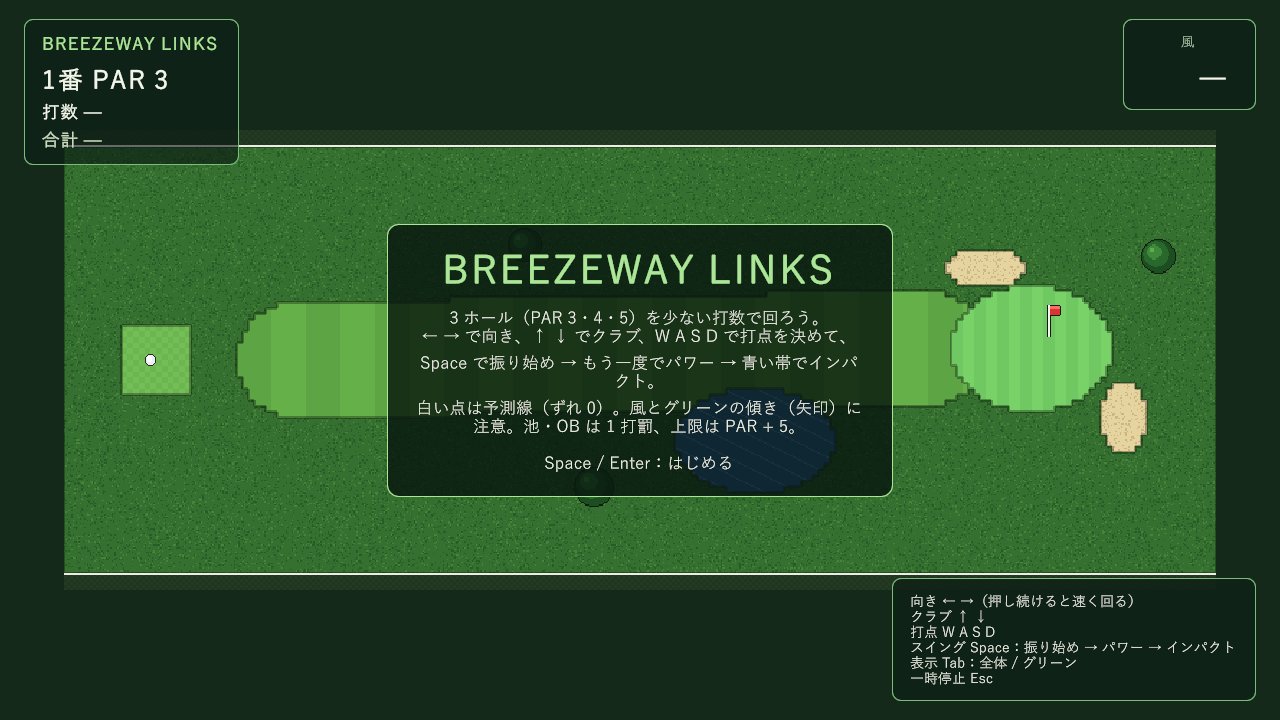 BREEZEWAY LINKS
1番 PAR 3
打数 —
合計 —
風
—
BREEZEWAY LINKS
3 ホール（PAR 3・4・5）を少ない打数で回ろう。
← → で向き、↑ ↓ でクラブ、W A S D で打点を決めて、
Space で振り始め → もう一度でパワー → 青い帯でインパ
クト。
白い点は予測線（ずれ 0）。風とグリーンの傾き（矢印）に
注意。池・OB は 1 打罰、上限は PAR + 5。
Space / Enter：はじめる
向き ← →（押し続けると速く回る）
クラブ ↑ ↓
打点 W A S D
スイング Space：振り始め → パワー → インパクト
表示 Tab：全体 / グリーン
一時停止 Esc